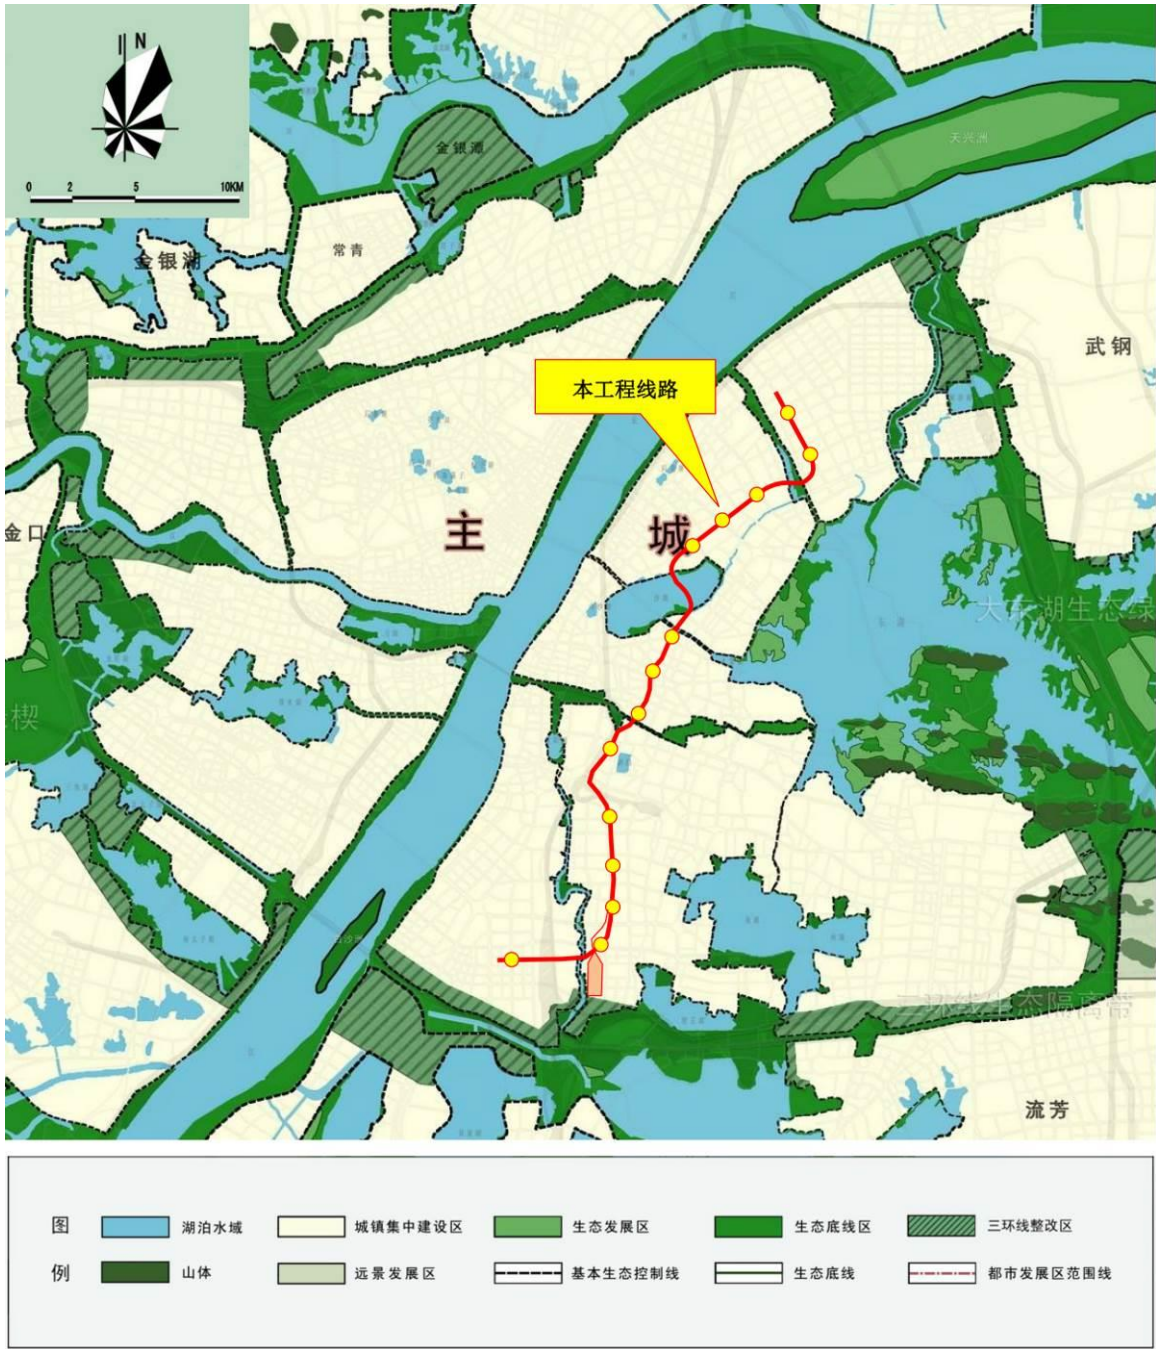 N
0 2 5 10KM
天兴洲
金银潭
常青
金银湖
武钢
本工程线路
主城
金口
大东湖生态绿
楔
白沙洲
三环线生态隔离带
流芳
图例
湖泊水域
城镇集中建设区
生态发展区
生态底线区
三环线整改区
山体
远景发展区
基本生态控制线
生态底线
都市发展区范围线